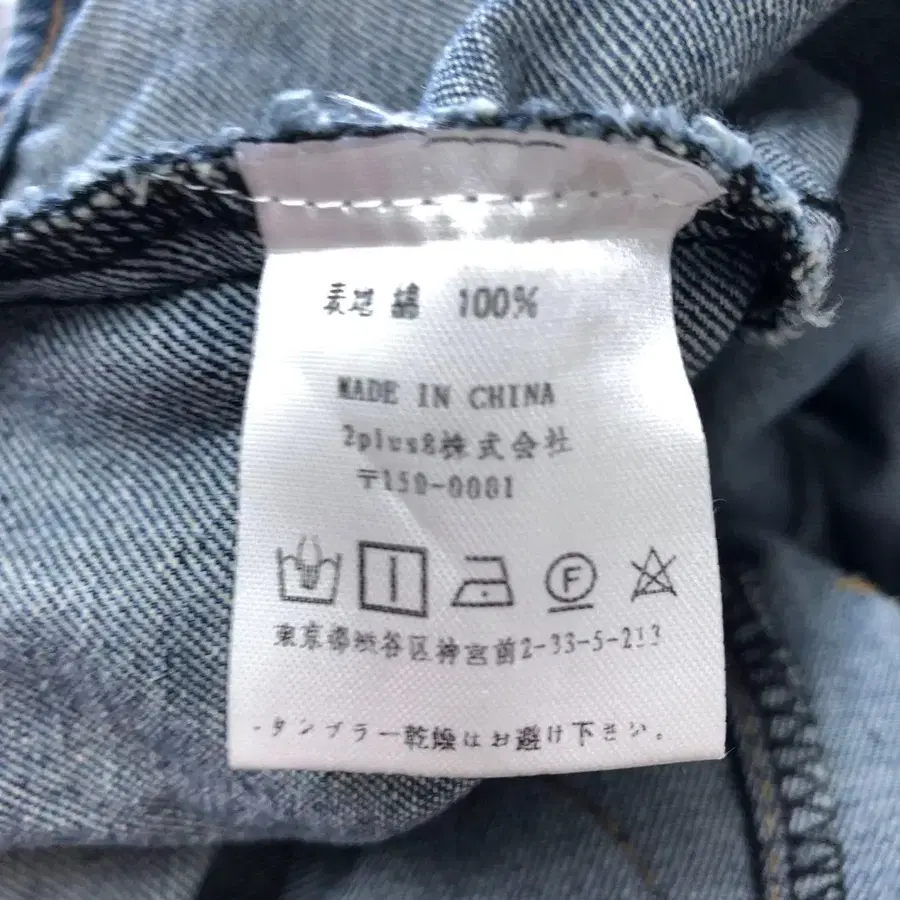 表地 綿 100%
MADE IN CHINA
2plus8株式会社
〒150-0001
F
東京都渋谷区神宮前2-33-5-213
・タンブラー乾燥はお避け下さい。